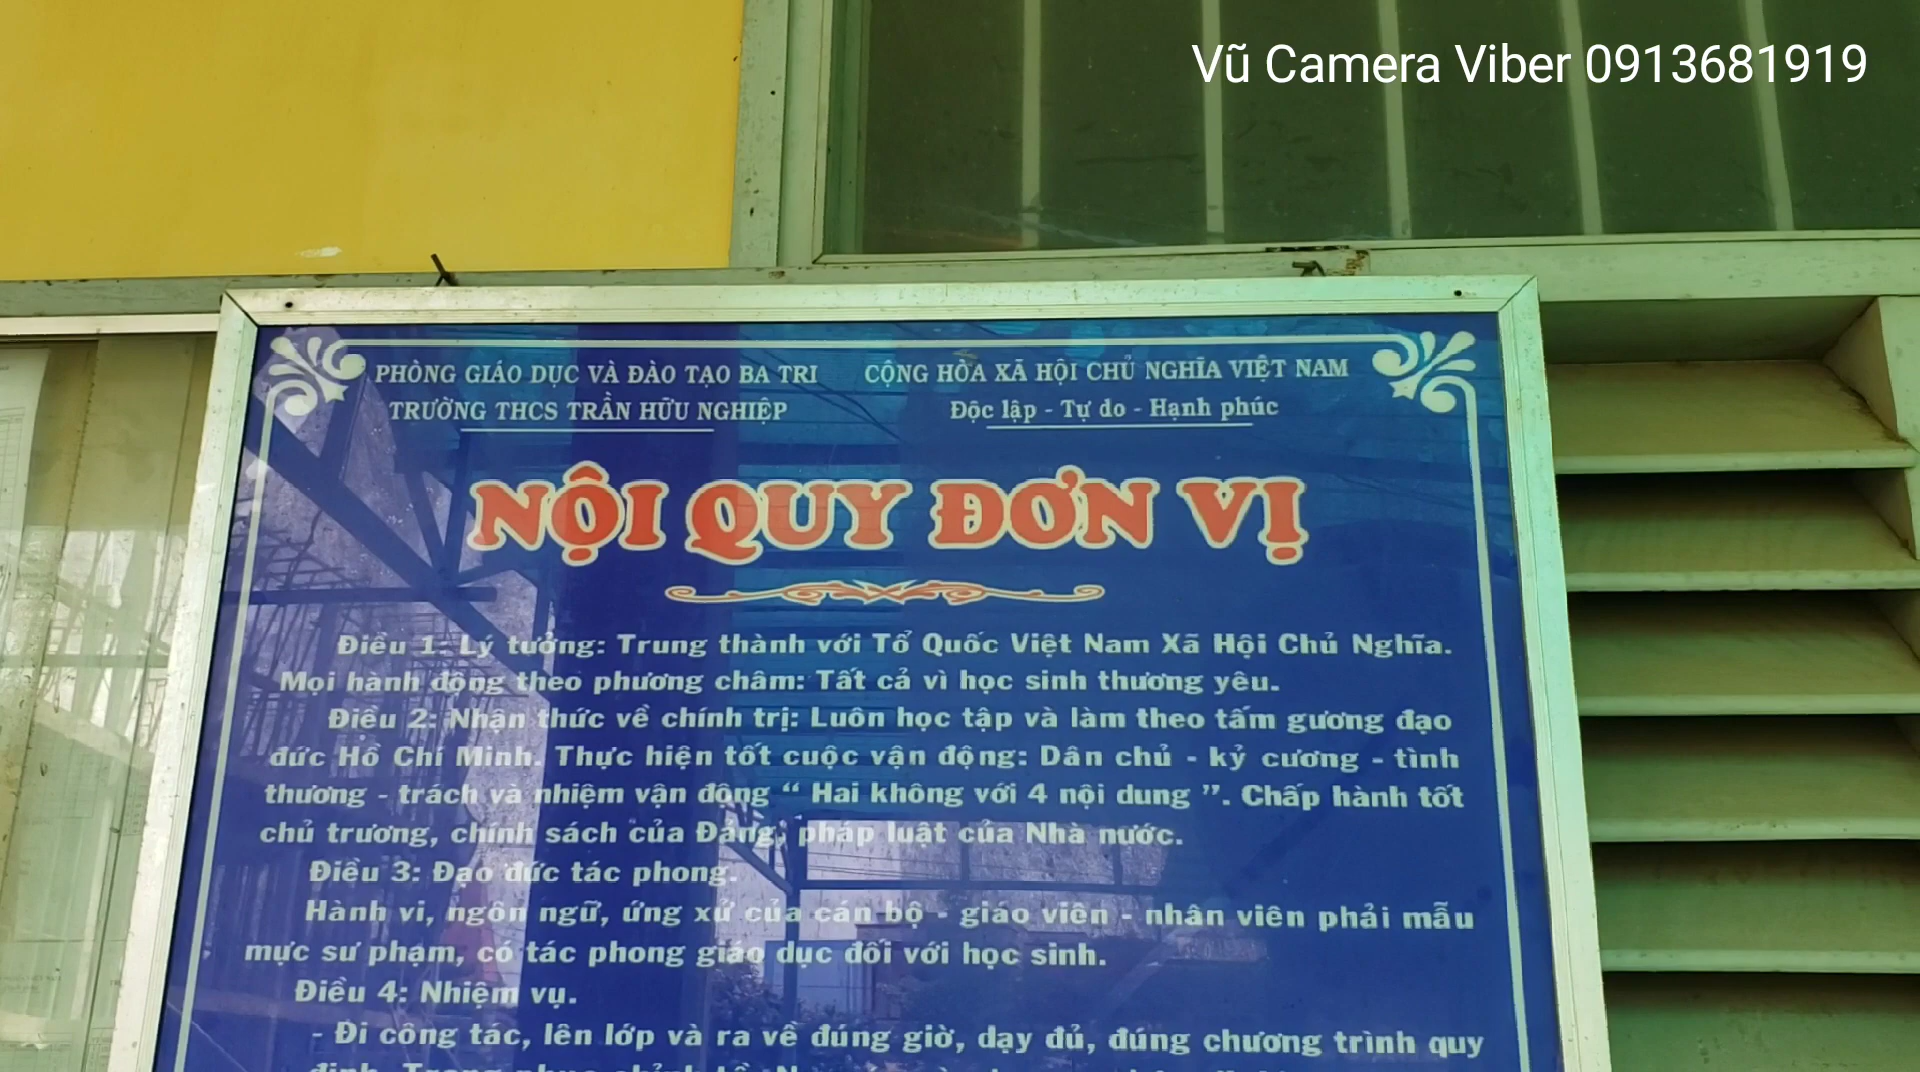 Vũ Camera Viber 0913681919
PHÒNG GIÁO DỤC VÀ ĐÀO TẠO BA TRI
TRƯỜNG THCS TRẦN HỮU NGHIỆP
CỘNG HÒA XÃ HỘI CHỦ NGHĨA VIỆT NAM
Độc lập - Tự do - Hạnh phúc
NỘI QUY ĐƠN VỊ
Điều 1: Lý tưởng: Trung thành với Tổ Quốc Việt Nam Xã Hội Chủ Nghĩa.
Mọi hành động theo phương châm: Tất cả vì học sinh thương yêu.
Điều 2: Nhận thức về chính trị: Luôn học tập và làm theo tấm gương đạo
đức Hồ Chí Minh. Thực hiện tốt cuộc vận động: Dân chủ - kỷ cương - tình
thương - trách và nhiệm vận động “ Hai không với 4 nội dung ”. Chấp hành tốt
chủ trương, chính sách của Đảng, pháp luật của Nhà nước.
Điều 3: Đạo đức tác phong.
Hành vi, ngôn ngữ, ứng xử của cán bộ - giáo viên - nhân viên phải mẫu
mực sư phạm, có tác phong giáo dục đối với học sinh.
Điều 4: Nhiệm vụ.
- Đi công tác, lên lớp và ra về đúng giờ, dạy đủ, đúng chương trình quy